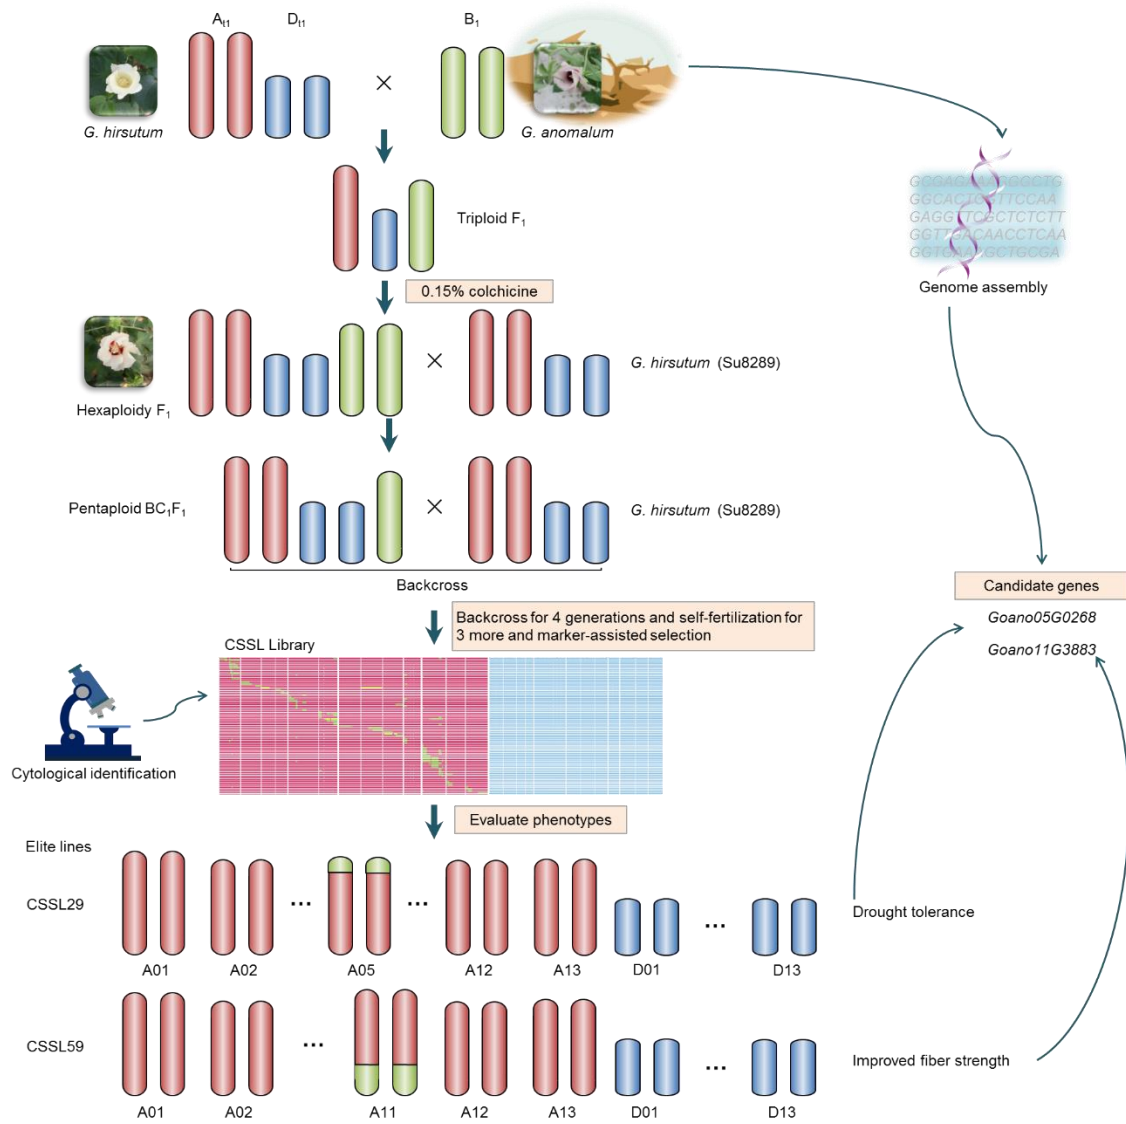 At1 Dt1 B1
G. hirsutum
×
G. anomalum
Triploid F1
0.15% colchicine
GGCACTCGTTCCAA
GAGGTTCGCTCTCTT
GGTTGACAACCTCAA
Genome assembly
×
G. hirsutum (Su8289)
Hexaploidy F1
Pentaploid BC1F1
×
G. hirsutum (Su8289)
Backcross
Candidate genes
Goano05G0268
Goano11G3883
Backcross for 4 generations and self-fertilization for
3 more and marker-assisted selection
CSSL Library
Cytological identification
Evaluate phenotypes
Elite lines
CSSL29
... ... ...
Drought tolerance
A01 A02 A05 A12 A13 D01 D13
CSSL59
... ...
Improved fiber strength
A01 A02 A11 A12 A13 D01 D13